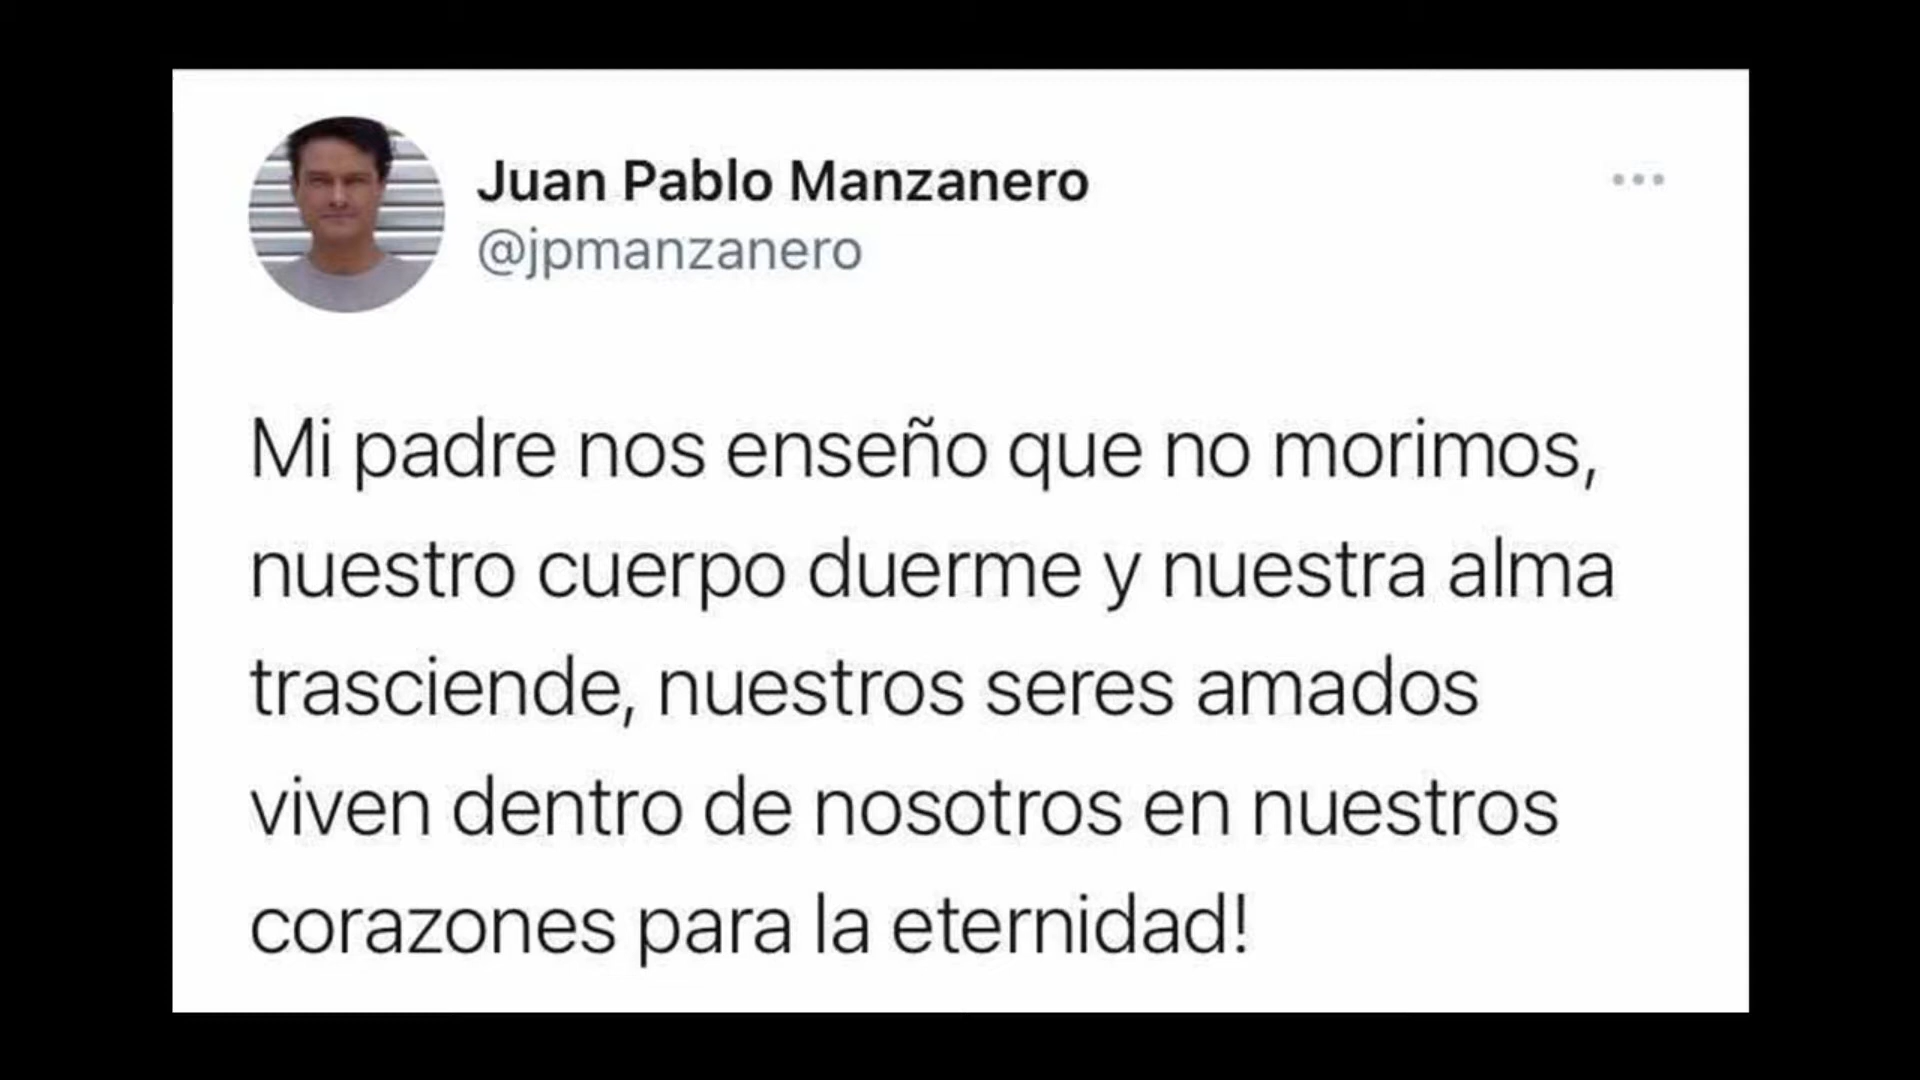 Juan Pablo Manzanero
@jpmanzanero
Mi padre nos enseño que no morimos,
nuestro cuerpo duerme y nuestra alma
trasciende, nuestros seres amados
viven dentro de nosotros en nuestros
corazones para la eternidad!